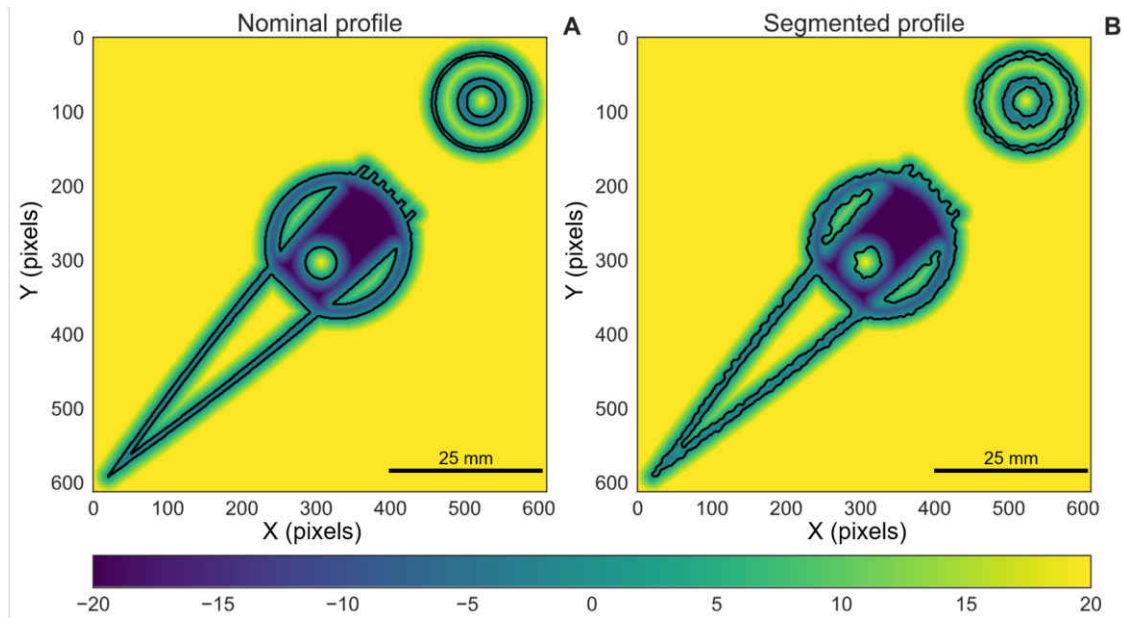 Nominal profile A Segmented profile B
0 0
100 100
200 200
300 300
400 400
500 500
600 600
Y (pixels) Y (pixels)
25 mm 25 mm
0 100 200 300 400 500 600 0 100 200 300 400 500 600
X (pixels) X (pixels)
−20 −15 −10 −5 0 5 10 15 20